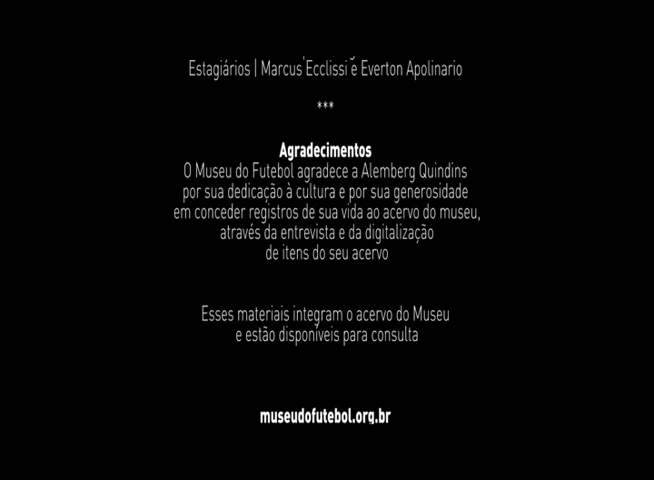 Estagiários | Marcus Ecclissi e Everton Apolinario
***
Agradecimentos
O Museu do Futebol agradece a Alemberg Quindins
por sua dedicação à cultura e por sua generosidade
em conceder registros de sua vida ao acervo do museu,
através da entrevista e da digitalização
de itens do seu acervo
Esses materiais integram o acervo do Museu
e estão disponíveis para consulta
museudofutebol.org.br